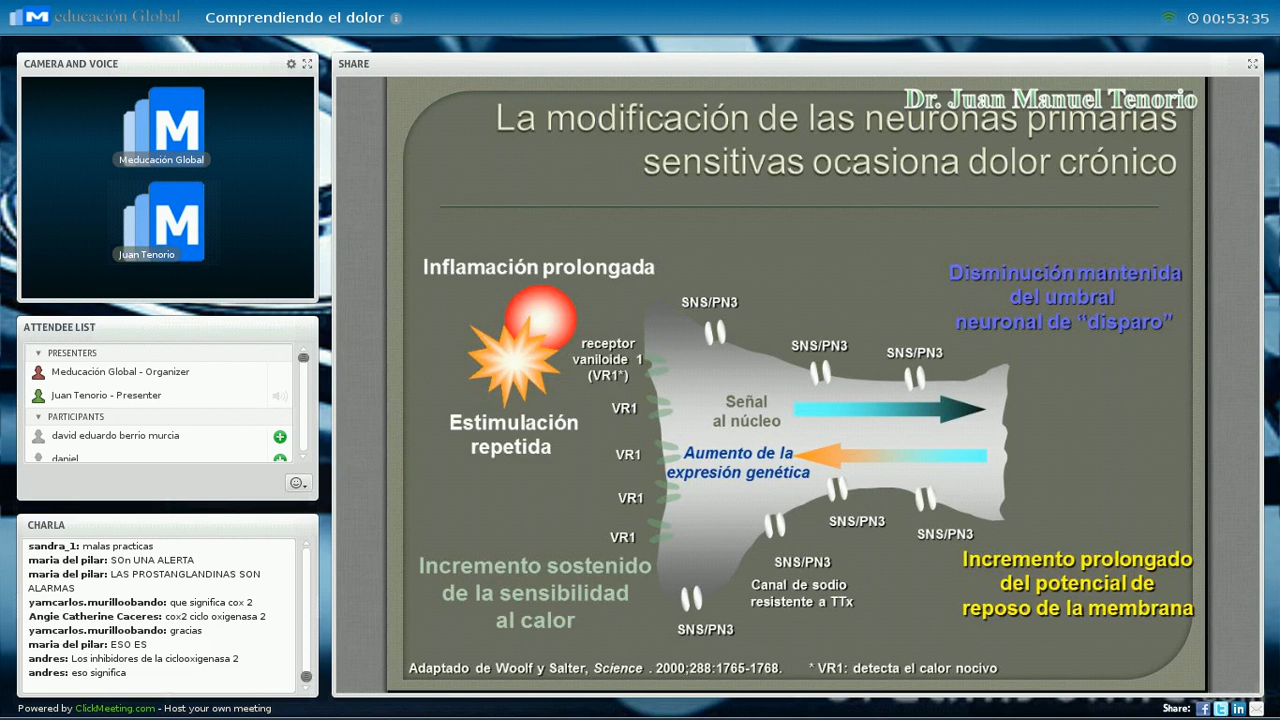 educación Global
Comprendiendo el dolor
00:53:35
CAMERA AND VOICE
Meducación Global
Juan Tenorio
ATTENDEE LIST
PRESENTERS
Meducación Global - Organizer
Juan Tenorio - Presenter
PARTICIPANTS
david eduardo berrio murcia
daniel
CHARLA
sandra_1: malas practicas
maria del pilar: SOn UNA ALERTA
maria del pilar: LAS PROSTANGLANDINAS SON
ALARMAS
yamcarlos.murilloobando: que significa cox 2
Angie Catherine Caceres: cox2 ciclo oxigenasa 2
yamcarlos.murilloobando: gracias
maria del pilar: ESO ES
andres: Los inhibidores de la ciclooxigenasa 2
andres: eso significa
SHARE
Dr. Juan Manuel Tenorio
La modificación de las neuronas primarias
sensitivas ocasiona dolor crónico
Inflamación prolongada
Estimulación
repetida
receptor
vaniloide 1
(VR1*)
VR1
VR1
VR1
VR1
Incremento sostenido
de la sensibilidad
al calor
SNS/PN3
SNS/PN3
SNS/PN3
Disminución mantenida
del umbral
neuronal de “disparo”
Señal
al núcleo
Aumento de la
expresión genética
SNS/PN3
SNS/PN3
SNS/PN3
Canal de sodio
resistente a TTx
SNS/PN3
Incremento prolongado
del potencial de
reposo de la membrana
Adaptado de Woolf y Salter, Science . 2000;288:1765-1768. * VR1: detecta el calor nocivo
Powered by ClickMeeting.com - Host your own meeting
Share: